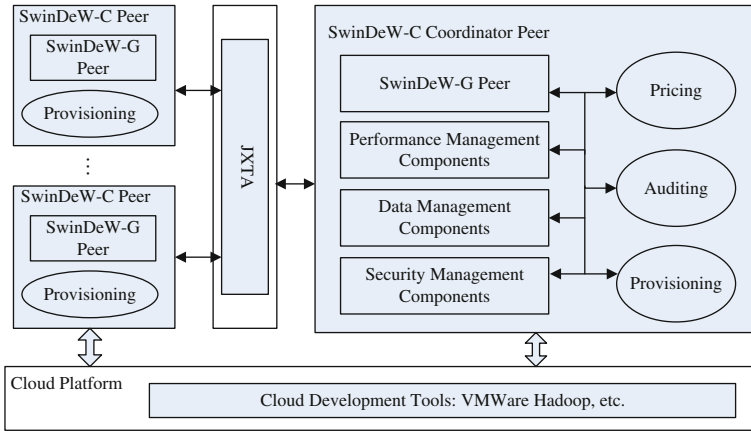 SwinDeW-C Peer
SwinDeW-G
Peer
Provisioning
...
SwinDeW-C Peer
SwinDeW-G
Peer
Provisioning
JXTA
SwinDeW-C Coordinator Peer
SwinDeW-G Peer
Performance Management
Components
Data Management
Components
Security Management
Components
Pricing
Auditing
Provisioning
Cloud Platform
Cloud Development Tools: VMWare Hadoop, etc.